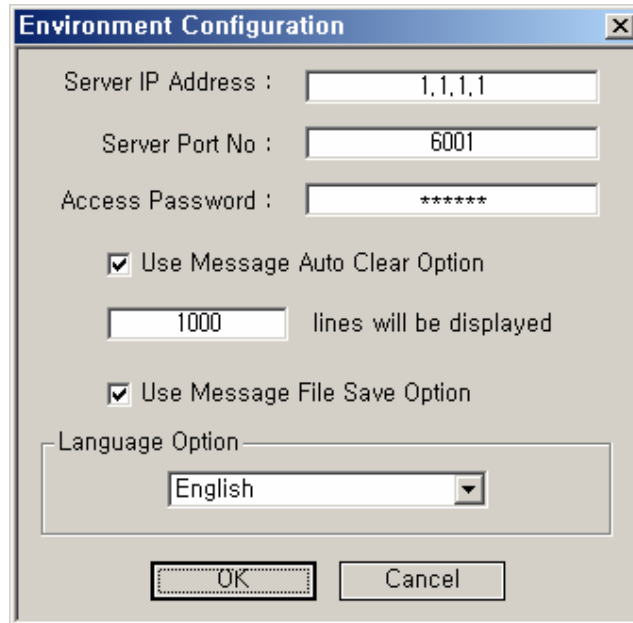 Environment Configuration
Server IP Address : 1,1,1,1
Server Port No : 6001
Access Password : ******
Use Message Auto Clear Option
1000 lines will be displayed
Use Message File Save Option
Language Option
English
OK Cancel